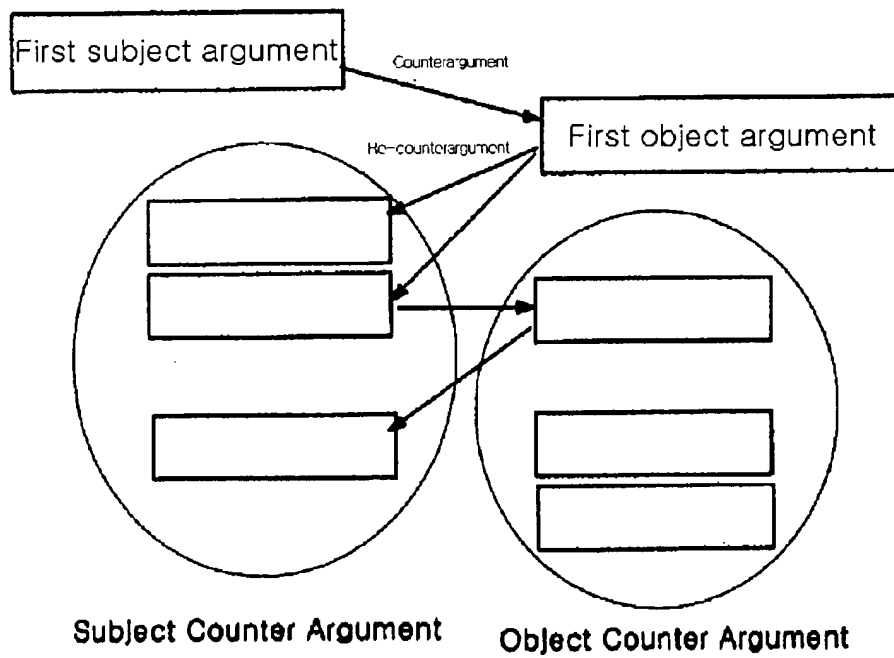 First subject argument
Counterargument
First object argument
Re-counterargument
Subject Counter Argument
Object Counter Argument